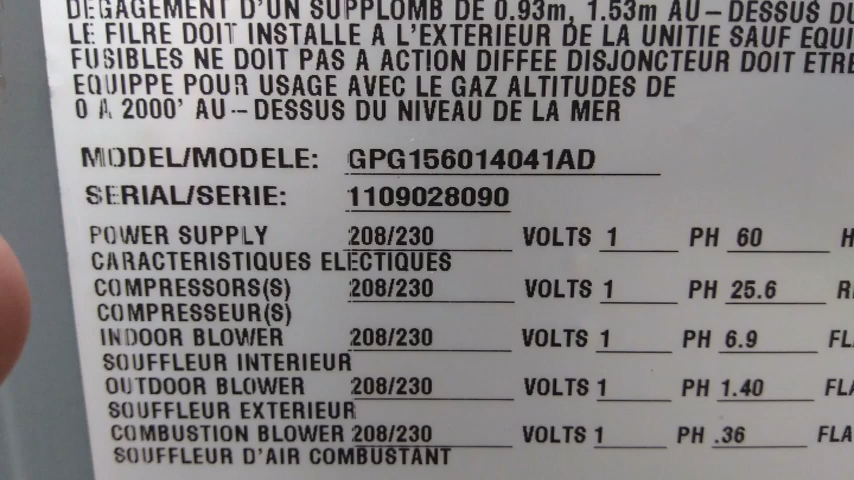 DEGAGEMENT D'UN SUPPLOMB DE 0.93m, 1.53m AU-DESSUS DU
LE FILRE DOIT INSTALLE A L'EXTERIEUR DE LA UNITIE SAUF EQUI
FUSIBLES NE DOIT PAS A ACTION DIFFEE DISJONCTEUR DOIT ETRE
EQUIPPE POUR USAGE AVEC LE GAZ ALTITUDES DE
0 A 2000' AU-DESSUS DU NIVEAU DE LA MER
MODEL/MODELE: GPG156014041AD
SERIAL/SERIE: 1109028090
POWER SUPPLY 208/230 VOLTS 1 PH 60 H
CARACTERISTIQUES ELECTIQUES
COMPRESSORS(S) 208/230 VOLTS 1 PH 25.6 R
COMPRESSEUR(S)
INDOOR BLOWER 208/230 VOLTS 1 PH 6.9 FL
SOUFFLEUR INTERIEUR
OUTDOOR BLOWER 208/230 VOLTS 1 PH 1.40 FLA
SOUFFLEUR EXTERIEUR
COMBUSTION BLOWER 208/230 VOLTS 1 PH .36 FLA
SOUFFLEUR D'AIR COMBUSTANT